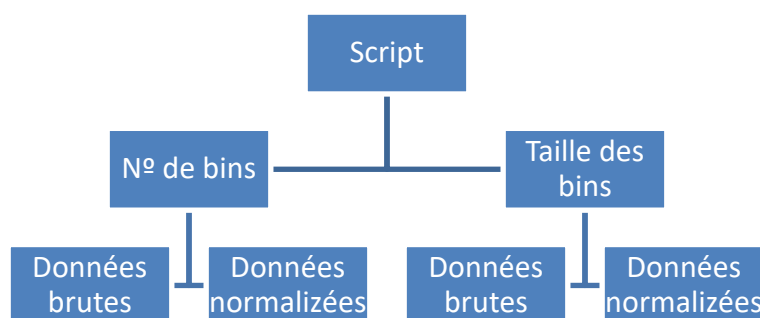 Script
Nº de bins
Taille des
bins
Données
brutes
Données
normalizées
Données
brutes
Données
normalizées